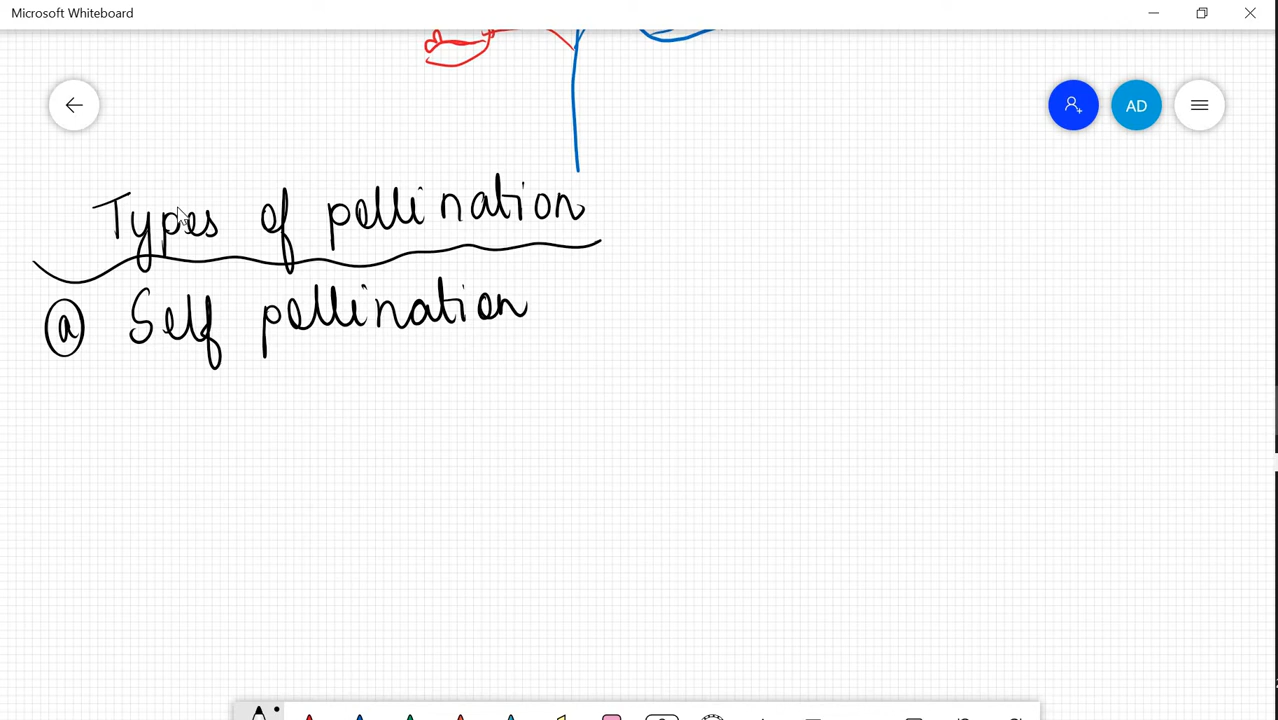 Microsoft Whiteboard
AD
Types of pollination
a Self pollination